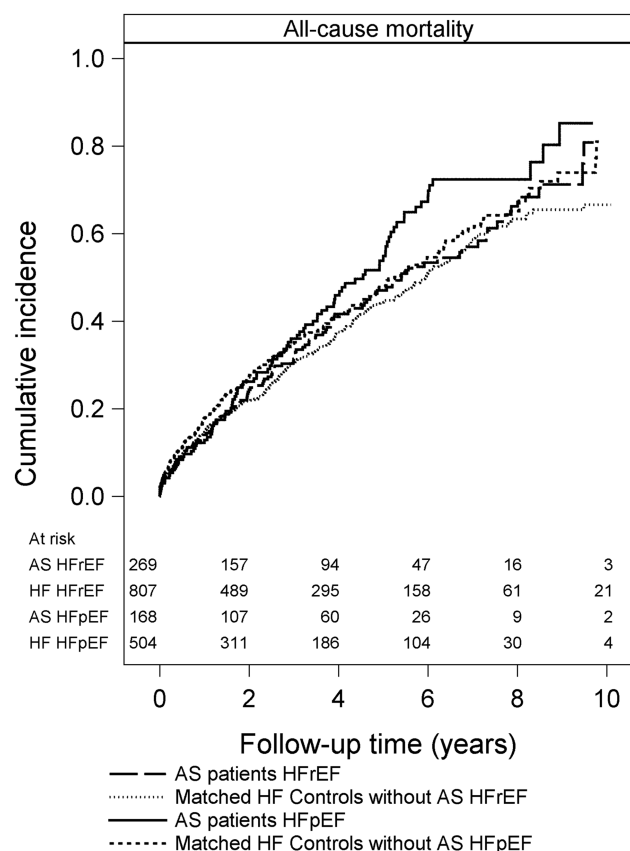 All-cause mortality
Cumulative incidence
1.0
0.8
0.6
0.4
0.2
0.0
At risk
AS HFrEF 269 157 94 47 16 3
HF HFrEF 807 489 295 158 61 21
AS HFpEF 168 107 60 26 9 2
HF HFpEF 504 311 186 104 30 4
0 2 4 6 8 10
Follow-up time (years)
AS patients HFrEF
Matched HF Controls without AS HFrEF
AS patients HFpEF
Matched HF Controls without AS HFpEF